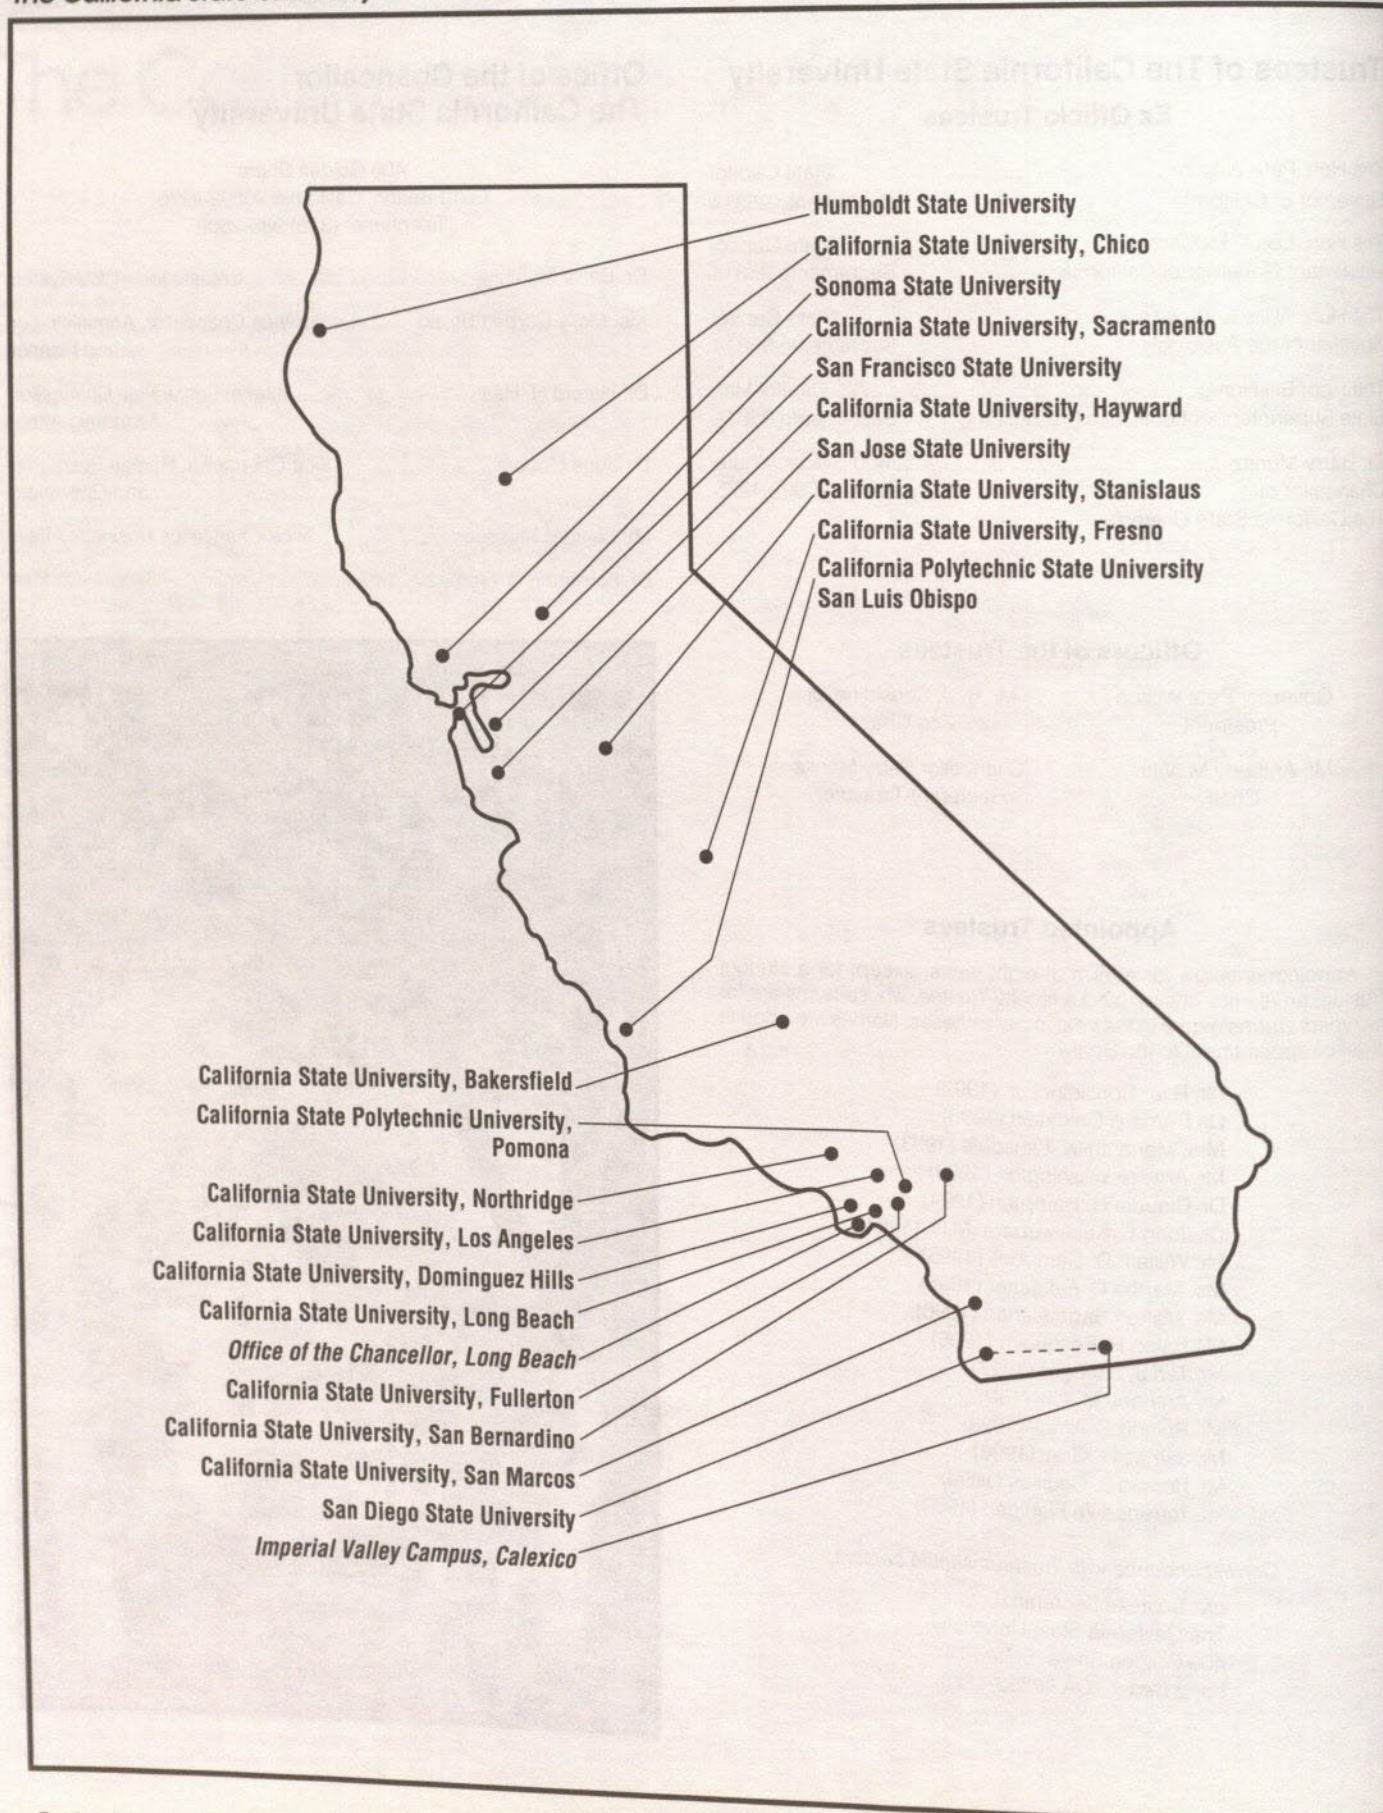 Humboldt State University
California State University, Chico
Sonoma State University
California State University, Sacramento
San Francisco State University
California State University, Hayward
San Jose State University
California State University, Stanislaus
California State University, Fresno
California Polytechnic State University
San Luis Obispo
California State University, Bakersfield
California State Polytechnic University,
Pomona
California State University, Northridge
California State University, Los Angeles
California State University, Dominguez Hills
California State University, Long Beach
Office of the Chancellor, Long Beach
California State University, Fullerton
California State University, San Bernardino
California State University, San Marcos
San Diego State University
Imperial Valley Campus, Calexico